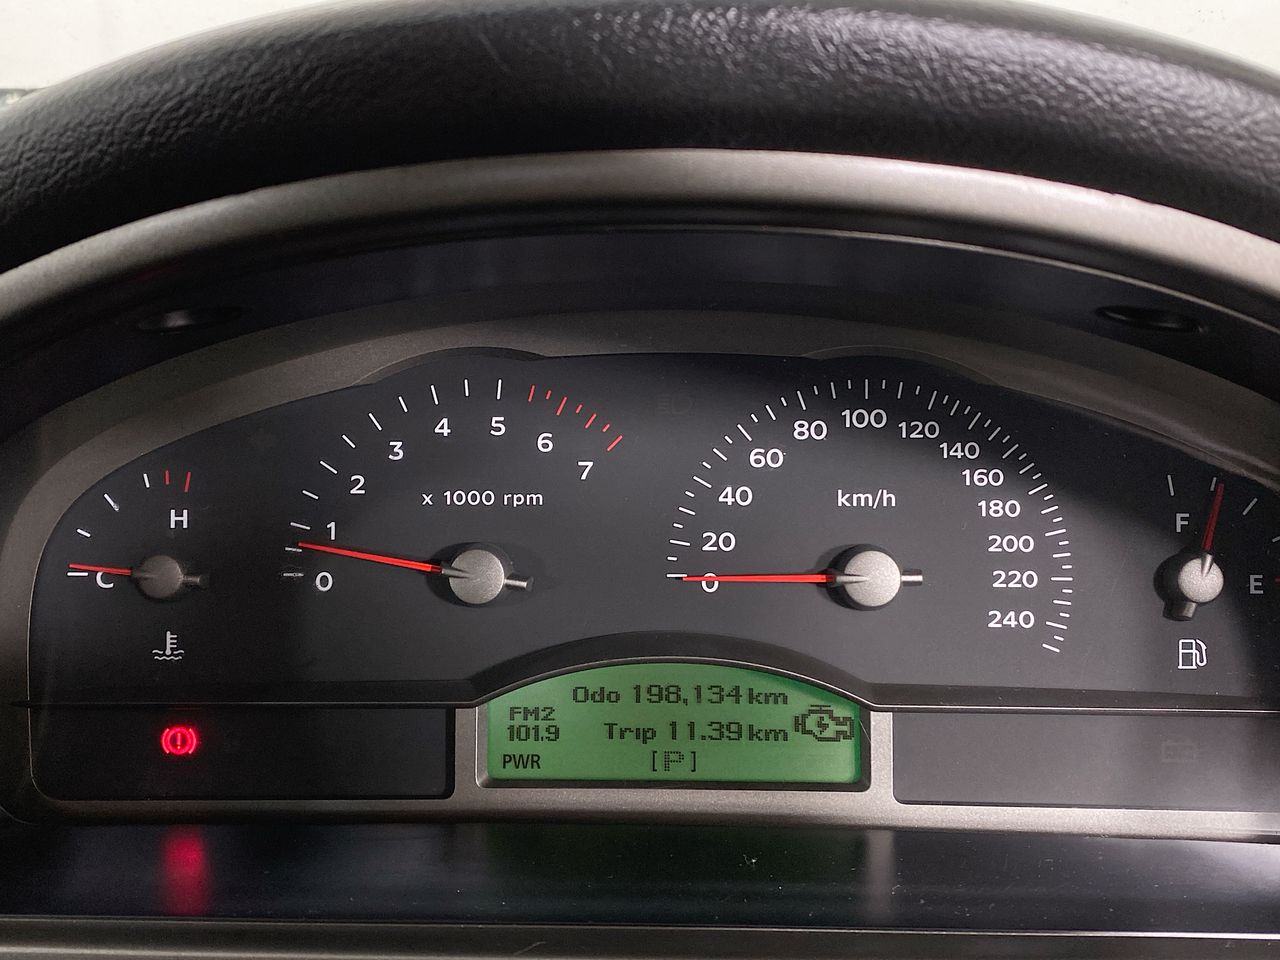 H
C
0
1
2
3
4
5
6
7
x 1000 rpm
0
20
40
60
80
100
120
140
160
180
200
220
240
km/h
F
E
Odo 198,134 km
FM2
101.9
Trip 11.39 km
PWR
[P]